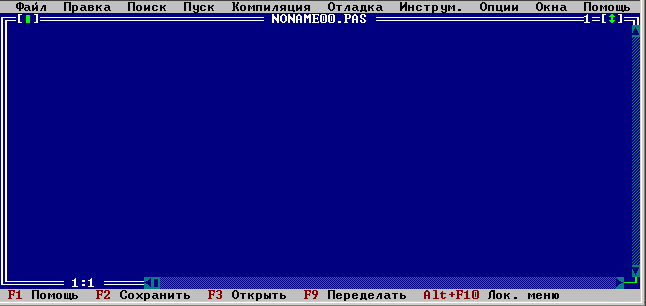 Файл Правка Поиск Пуск Компиляция Отладка Инструм. Опции Окна Помощь
[▮] NONAME00.PAS 1=[↕]
1:1
F1 Помощь F2 Сохранить F3 Открыть F9 Переделать Alt+F10 Лок. меню